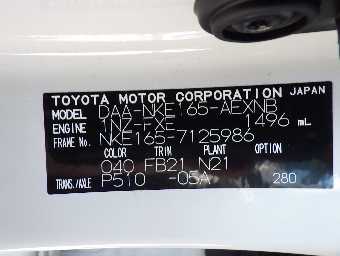 TOYOTA MOTOR CORPORATION JAPAN
MODEL DAA-NKE165-AEXNB
ENGINE 1NZ-FXE 1496 mL
FRAME No. NKE165-7125986
COLOR TRIM PLANT OPTION
040 FB21 N21
TRANS./AXLE P510 -05A 280